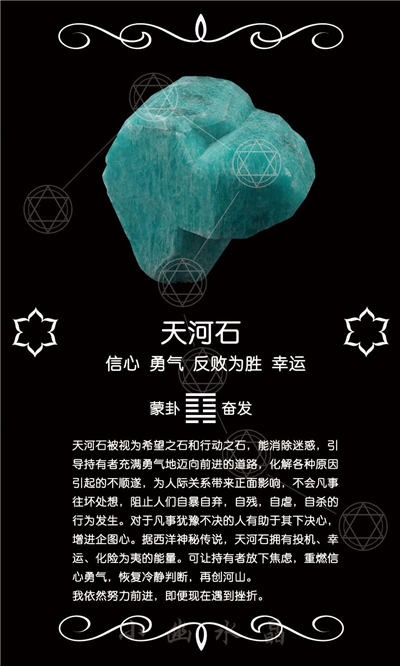 天河石
信心 勇气 反败为胜 幸运
蒙卦 奋发
天河石被视为希望之石和行动之石，能消除迷惑，引
导持有者充满勇气地迈向前进的道路，化解各种原因
引起的不顺遂，为人际关系带来正面影响，不会凡事
往坏处想，阻止人们自暴自弃，自残，自虐，自杀的
行为发生。对于凡事犹豫不决的人有助于其下决心，
增进企图心。据西洋神秘传说，天河石拥有投机、幸
运、化险为夷的能量。可让持有者放下焦虑，重燃信
心勇气，恢复冷静判断，再创河山。
我依然努力前进，即便现在遇到挫折。
小幽水晶